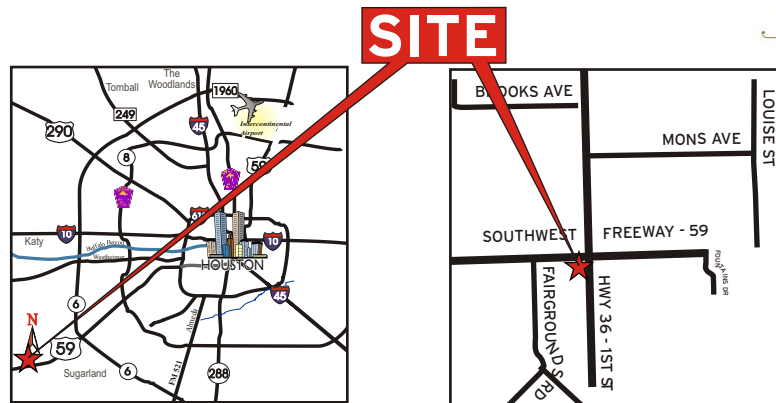 SITE
The
Woodlands
Tomball
1960
249
45
Intercontinental
Airport
290
8
59
610
10
Katy
Buffalo Bayou
Westheimer
10
HOUSTON
45
6
N
59
Almeda
Sugarland
6
FM 521
288
BROOKS AVE
LOUISE ST
MONS AVE
SOUTHWEST FREEWAY - 59
FOUNTAINS DR
FAIRGROUNDS RD
HWY 36 - 1ST ST